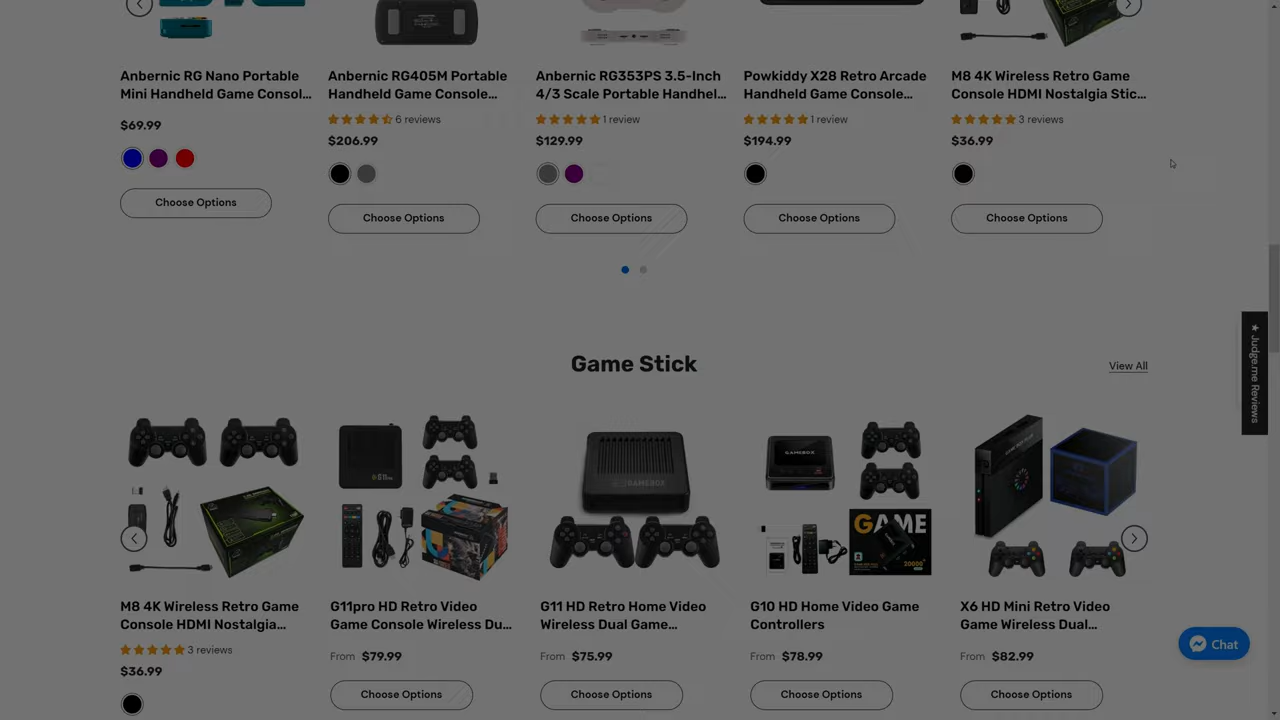 Anbernic RG Nano Portable
Mini Handheld Game Consol...
$69.99
Choose Options
Anbernic RG405M Portable
Handheld Game Console...
6 reviews
$206.99
Choose Options
Anbernic RG353PS 3.5-Inch
4/3 Scale Portable Handhel...
1 review
$129.99
Choose Options
Powkiddy X28 Retro Arcade
Handheld Game Console...
1 review
$194.99
Choose Options
M8 4K Wireless Retro Game
Console HDMI Nostalgia Stic...
3 reviews
$36.99
Choose Options
★ Judge.me Reviews
Game Stick
View All
M8 4K Wireless Retro Game
Console HDMI Nostalgia...
3 reviews
$36.99
G11pro HD Retro Video
Game Console Wireless Du...
From $79.99
Choose Options
GAMEBOX
G11 HD Retro Home Video
Wireless Dual Game...
From $75.99
Choose Options
GAMEBOX
GAME
G10 HD Home Video Game
Controllers
From $78.99
Choose Options
X6 HD Mini Retro Video
Game Wireless Dual...
From $82.99
Choose Options
Chat